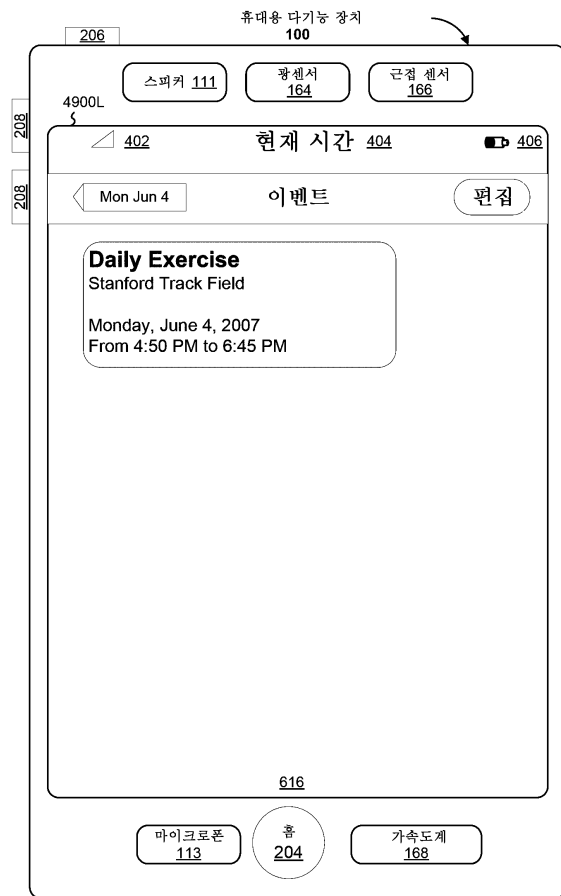 휴대용 다기능 장치
100
206
스피커 111
광센서
164
근접 센서
166
4900L
208
208
402
현재 시간 404
406
Mon Jun 4
이벤트
편집
Daily Exercise
Stanford Track Field
Monday, June 4, 2007
From 4:50 PM to 6:45 PM
616
마이크로폰
113
홈
204
가속도계
168